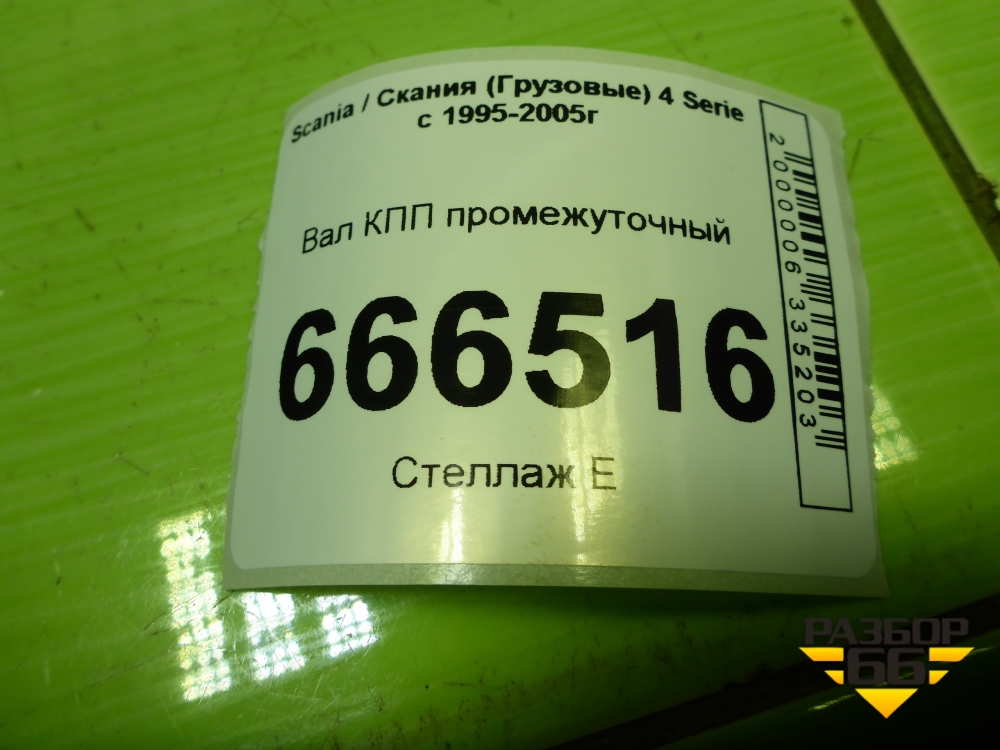 Scania / Скания (Грузовые) 4 Serie
с 1995-2005г
Вал КПП промежуточный
666516
Стеллаж Е
2000006335203
РАЗБОР
66